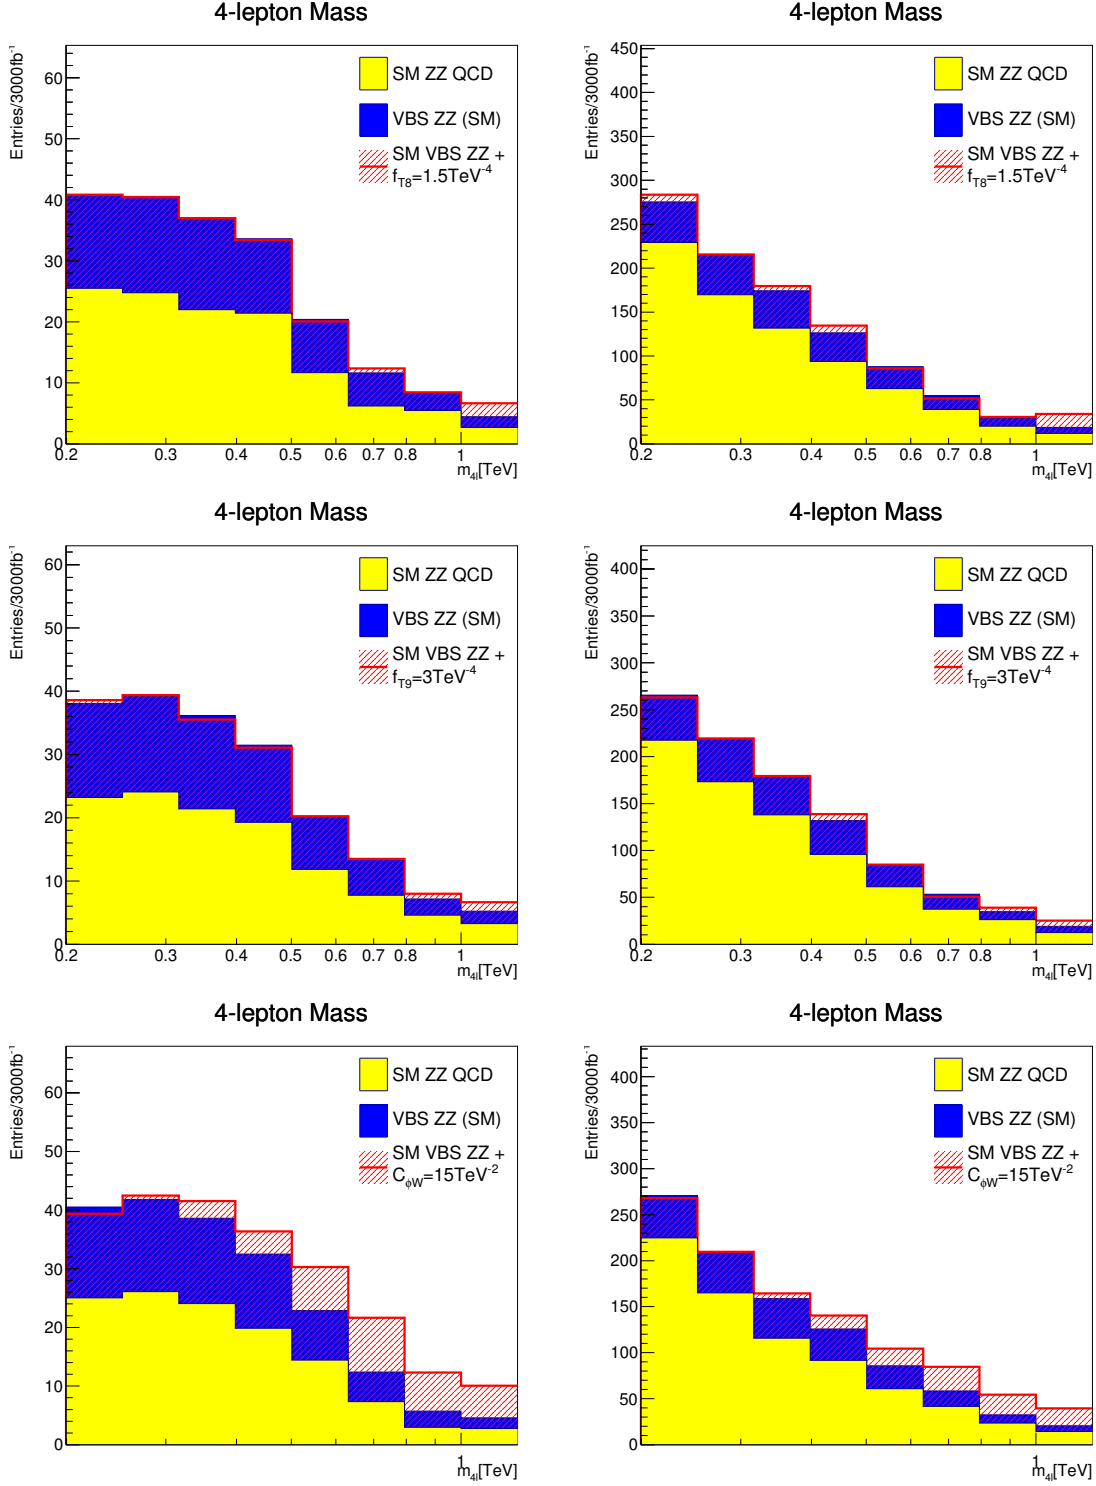 4-lepton Mass
Entries/3000fb⁻¹
SM ZZ QCD
VBS ZZ (SM)
SM VBS ZZ +
f_T8=1.5TeV⁻⁴
60
50
40
30
20
10
0
0.2 0.3 0.4 0.5 0.6 0.7 0.8 1
m_4l[TeV]
4-lepton Mass
Entries/3000fb⁻¹
SM ZZ QCD
VBS ZZ (SM)
SM VBS ZZ +
f_T8=1.5TeV⁻⁴
450
400
350
300
250
200
150
100
50
0
0.2 0.3 0.4 0.5 0.6 0.7 0.8 1
m_4l[TeV]
4-lepton Mass
Entries/3000fb⁻¹
SM ZZ QCD
VBS ZZ (SM)
SM VBS ZZ +
f_T9=3TeV⁻⁴
60
50
40
30
20
10
0
0.2 0.3 0.4 0.5 0.6 0.7 0.8 1
m_4l[TeV]
4-lepton Mass
Entries/3000fb⁻¹
SM ZZ QCD
VBS ZZ (SM)
SM VBS ZZ +
f_T9=3TeV⁻⁴
400
350
300
250
200
150
100
50
0
0.2 0.3 0.4 0.5 0.6 0.7 0.8 1
m_4l[TeV]
4-lepton Mass
Entries/3000fb⁻¹
SM ZZ QCD
VBS ZZ (SM)
SM VBS ZZ +
C_ϕW=15TeV⁻²
60
50
40
30
20
10
0
1
m_4l[TeV]
4-lepton Mass
Entries/3000fb⁻¹
SM ZZ QCD
VBS ZZ (SM)
SM VBS ZZ +
C_ϕW=15TeV⁻²
400
350
300
250
200
150
100
50
0
1
m_4l[TeV]